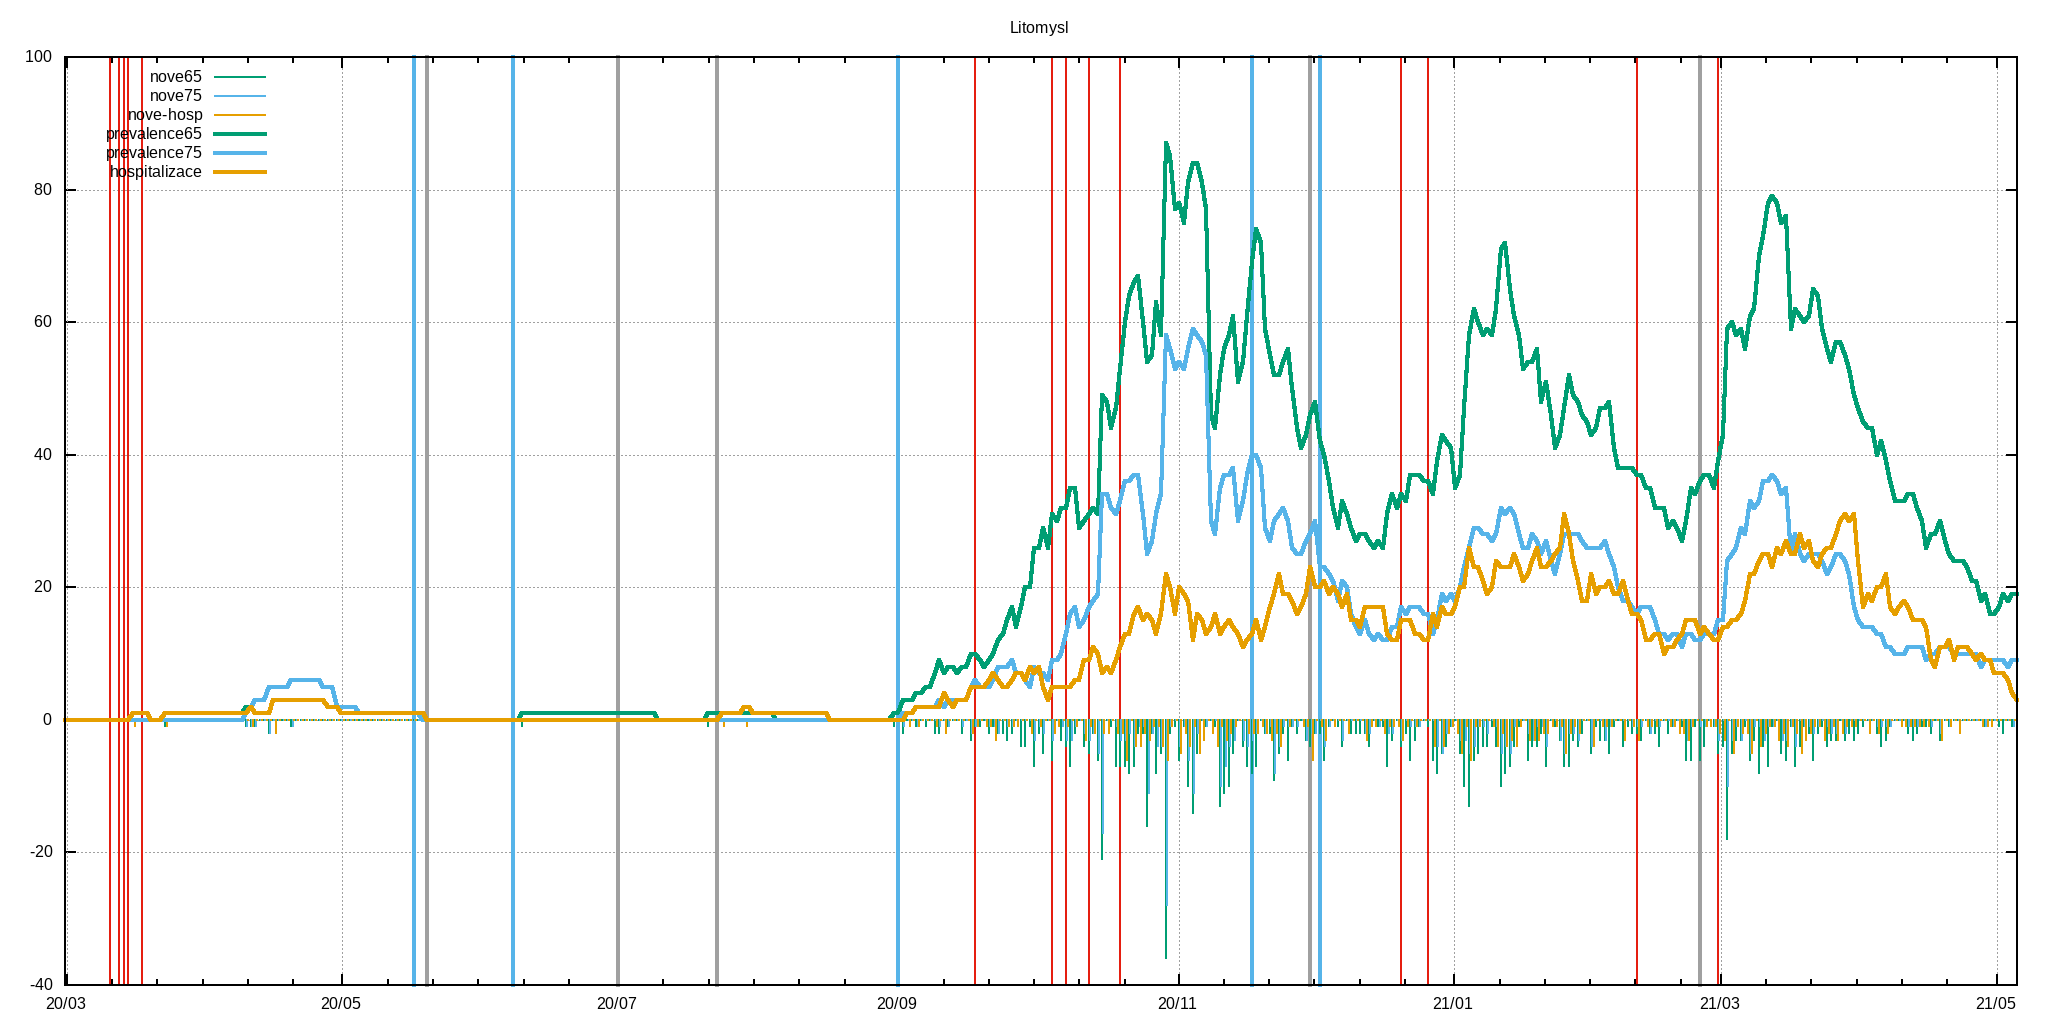 Litomysl
100
nove65
nove75
nove-hosp
prevalence65
prevalence75
hospitalizace
80
60
40
20
0
-20
-40
20/03 20/05 20/07 20/09 20/11 21/01 21/03 21/05